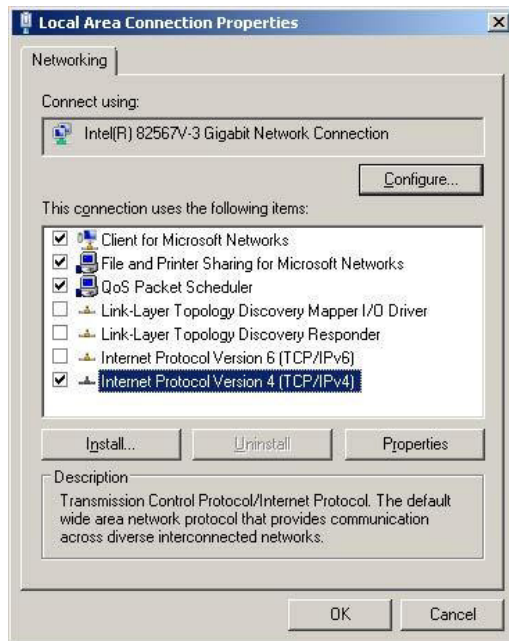 Local Area Connection Properties
Networking
Connect using:
Intel(R) 82567V-3 Gigabit Network Connection
Configure...
This connection uses the following items:
Client for Microsoft Networks
File and Printer Sharing for Microsoft Networks
QoS Packet Scheduler
Link-Layer Topology Discovery Mapper I/O Driver
Link-Layer Topology Discovery Responder
Internet Protocol Version 6 (TCP/IPv6)
Internet Protocol Version 4 (TCP/IPv4)
Install... Uninstall Properties
Description
Transmission Control Protocol/Internet Protocol. The default
wide area network protocol that provides communication
across diverse interconnected networks.
OK Cancel